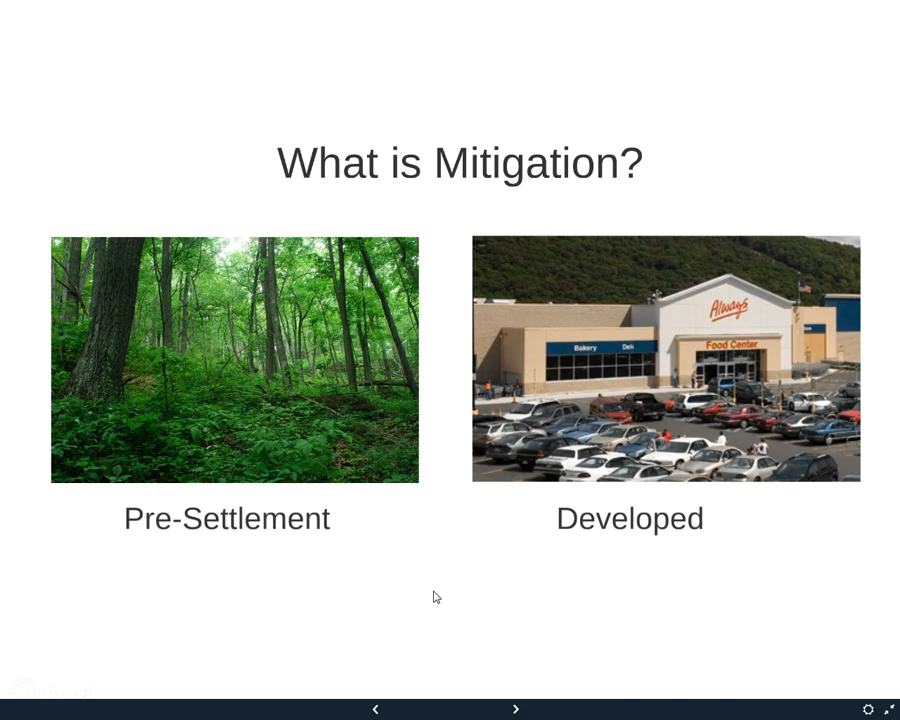 What is Mitigation?
Always
Food Center
Bakery Deli
Pre-Settlement
Developed